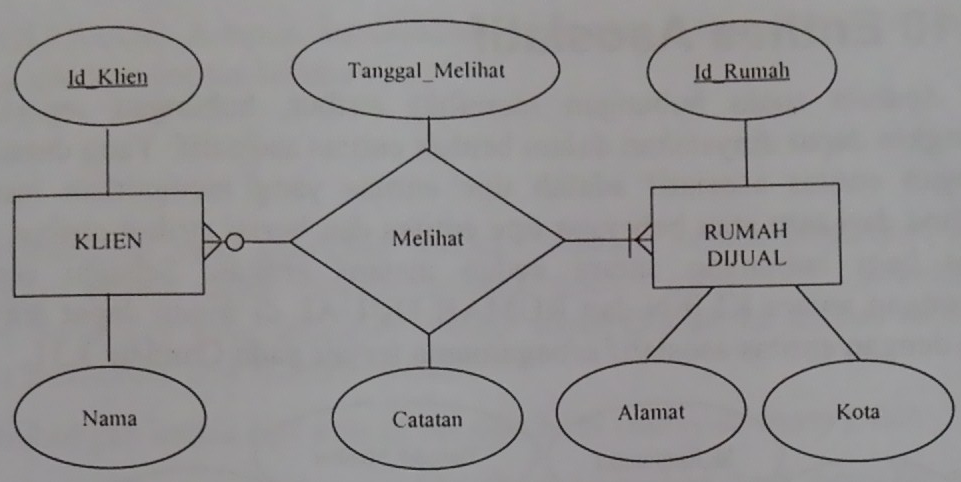 Id_Klien
Tanggal_Melihat
Id_Rumah
KLIEN
Melihat
RUMAH
DIJUAL
Nama
Catatan
Alamat
Kota